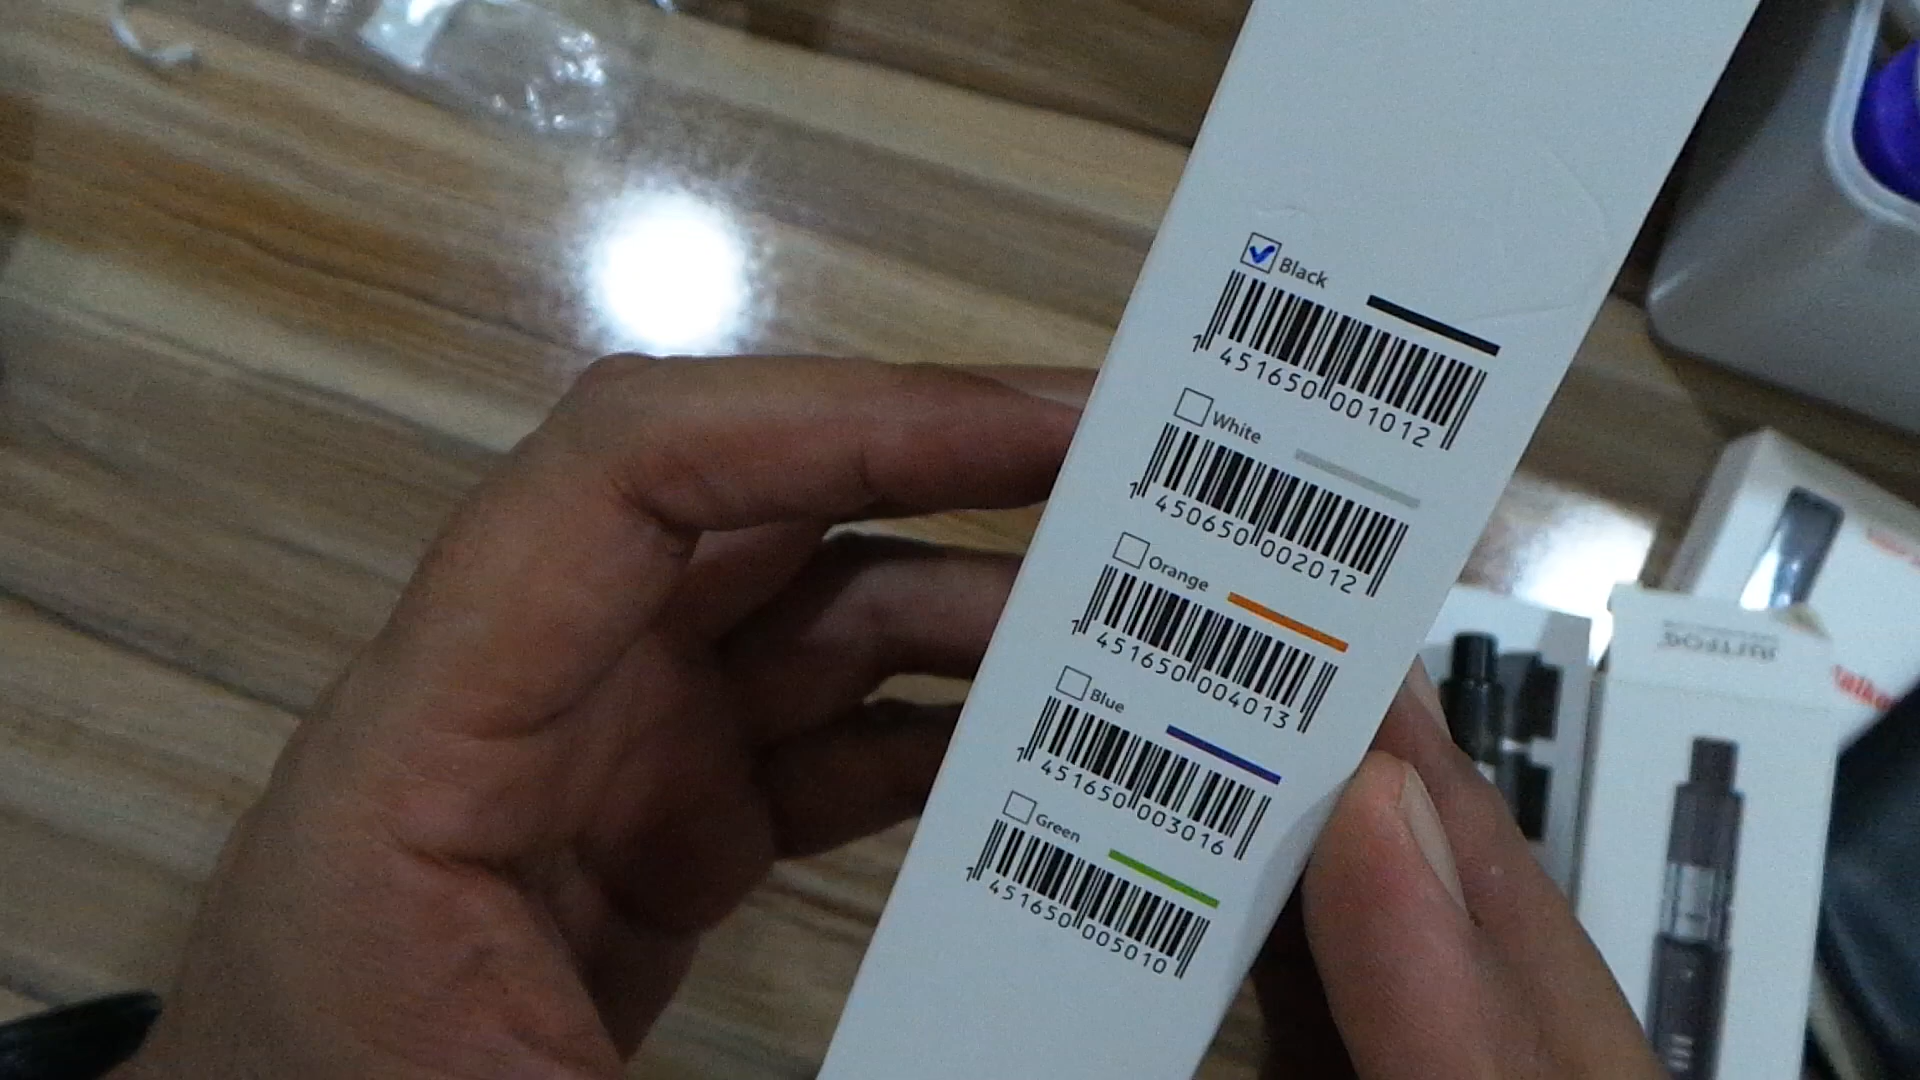 Black
1 451650 001012
White
1 450650 002012
Orange
1 451650 004013
Blue
1 451650 003016
Green
1 451650 005010
JUSTFOG